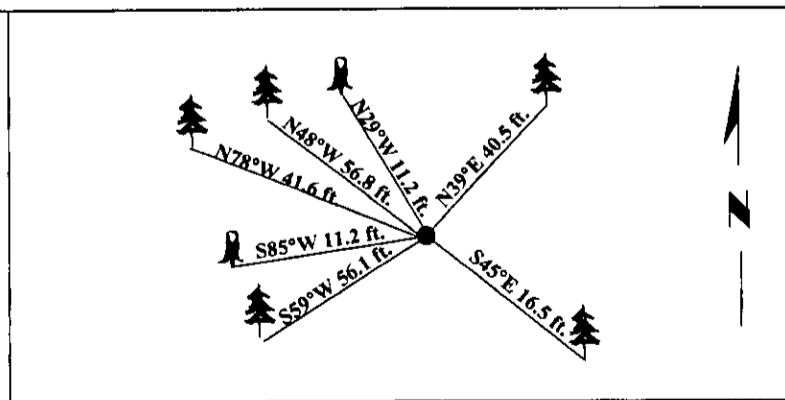 N29°W 11.2 ft.
N39°E 40.5 ft.
N48°W 56.8 ft.
N78°W 41.6 ft
S85°W 11.2 ft.
S59°W 56.1 ft.
S45°E 16.5 ft.
N